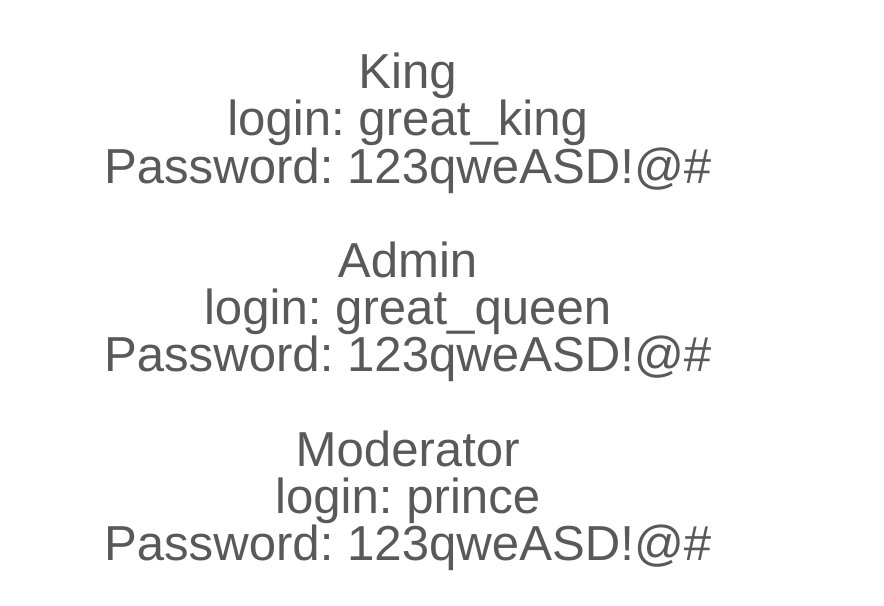 King
login: great_king
Password: 123qweASD!@#
Admin
login: great_queen
Password: 123qweASD!@#
Moderator
login: prince
Password: 123qweASD!@#